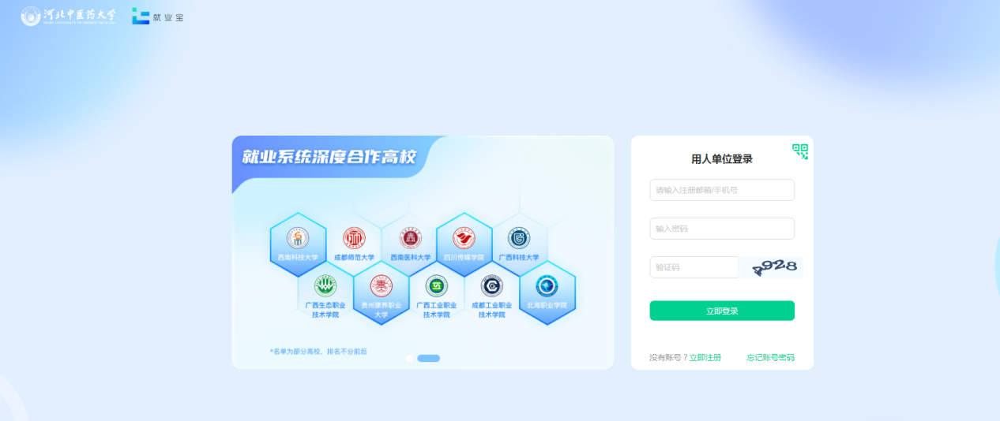 河北中医药大学
HEBEI UNIVERSITY OF CHINESE MEDICINE
就业宝
就业系统深度合作高校
西南科技大学
成都师范大学
西南医科大学
四川传媒学院
广西科技大学
广西生态职业
技术学院
贵州康养职业
大学
广西工业职业
技术学院
成都工业职业
技术学院
北海职业学院
*名单为部分高校，排名不分前后
用人单位登录
请输入注册邮箱/手机号
输入密码
验证码
4928
立即登录
没有账号？立即注册
忘记账号密码